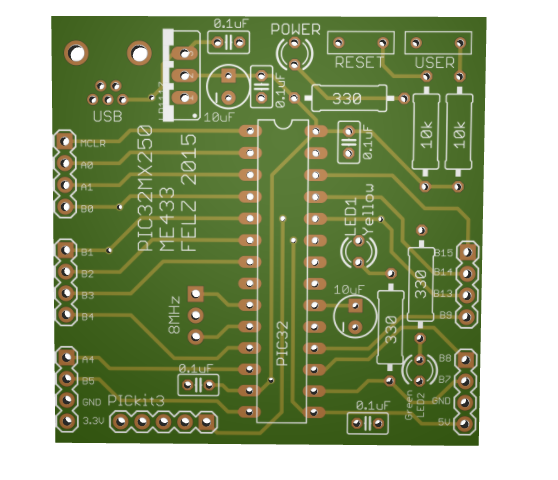 0.1uF
POWER
RESET
USER
USB
10uF
0.1uF
330
10k
10k
0.1uF
MCLR
A0
A1
B0
PIC32MX250
ME433
FELZ 2015
LED1
Yellow
B1
B2
B3
B4
B15
B14
B13
B9
8MHz
10uF
330
330
PIC32
A4
B5
GND
3.3V
PICkit3
0.1uF
0.1uF
Green
LED2
B8
B7
GND
5V